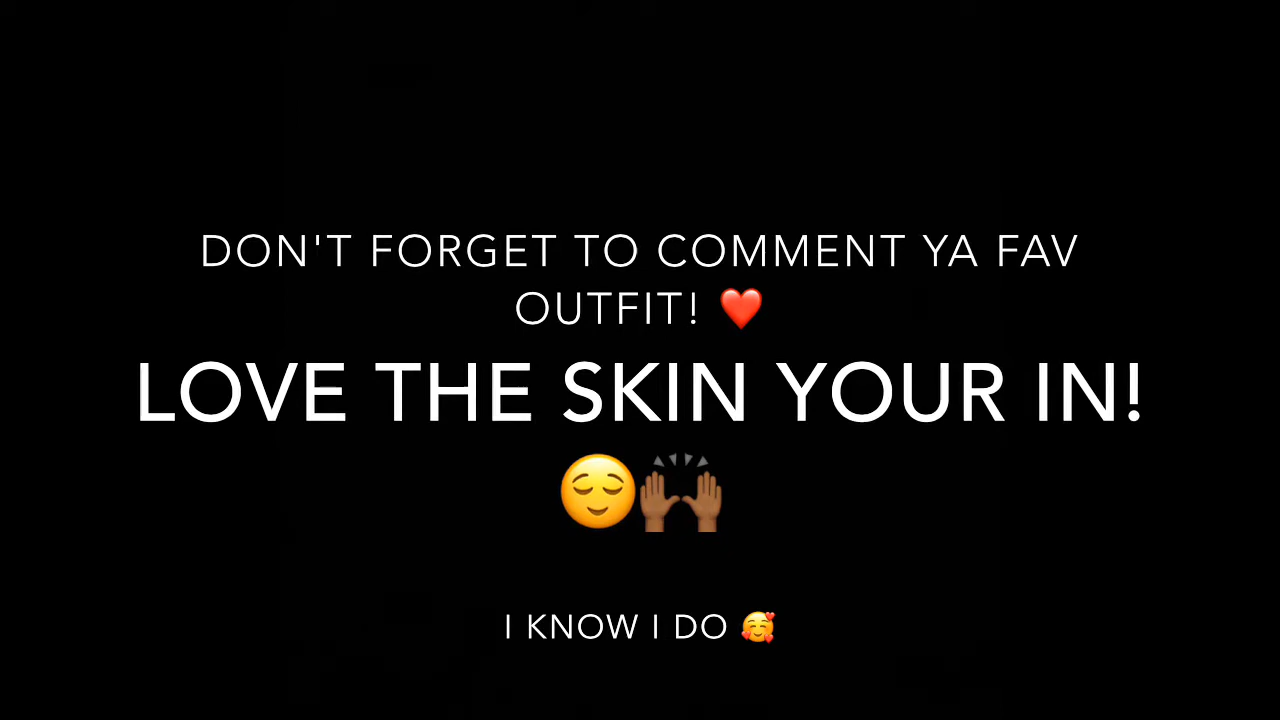 DON'T FORGET TO COMMENT YA FAV
OUTFIT! ❤️
LOVE THE SKIN YOUR IN!
😌🙌🏾
I KNOW I DO 🥰